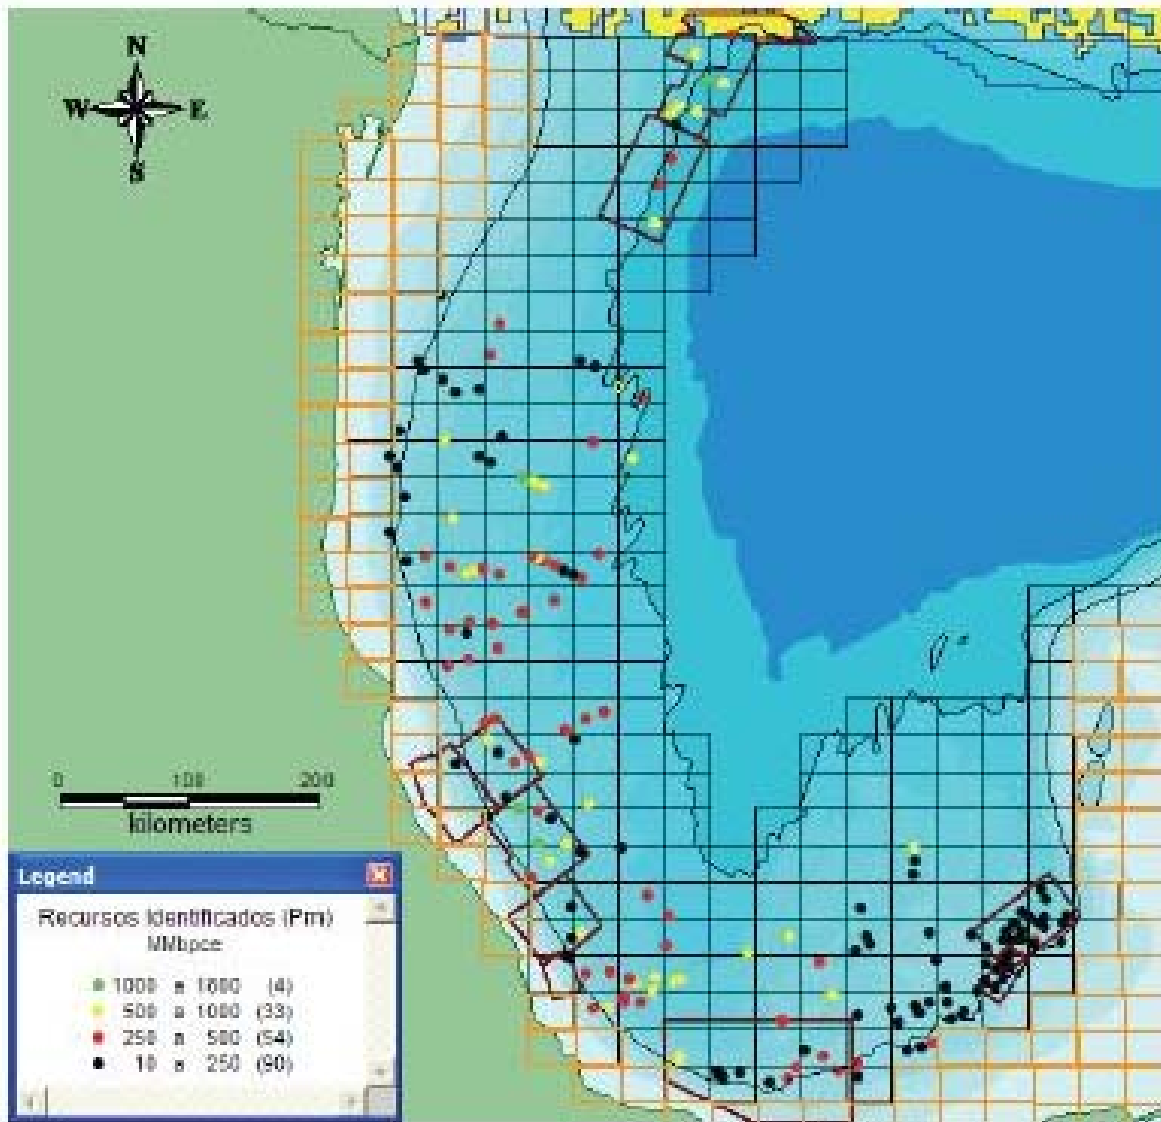 N
W E
S
0 100 200
kilometers
Legend
Recursos Identificados (Pm)
MMbpce
1000 a 1800 (4)
500 a 1000 (33)
250 a 500 (54)
10 a 250 (90)